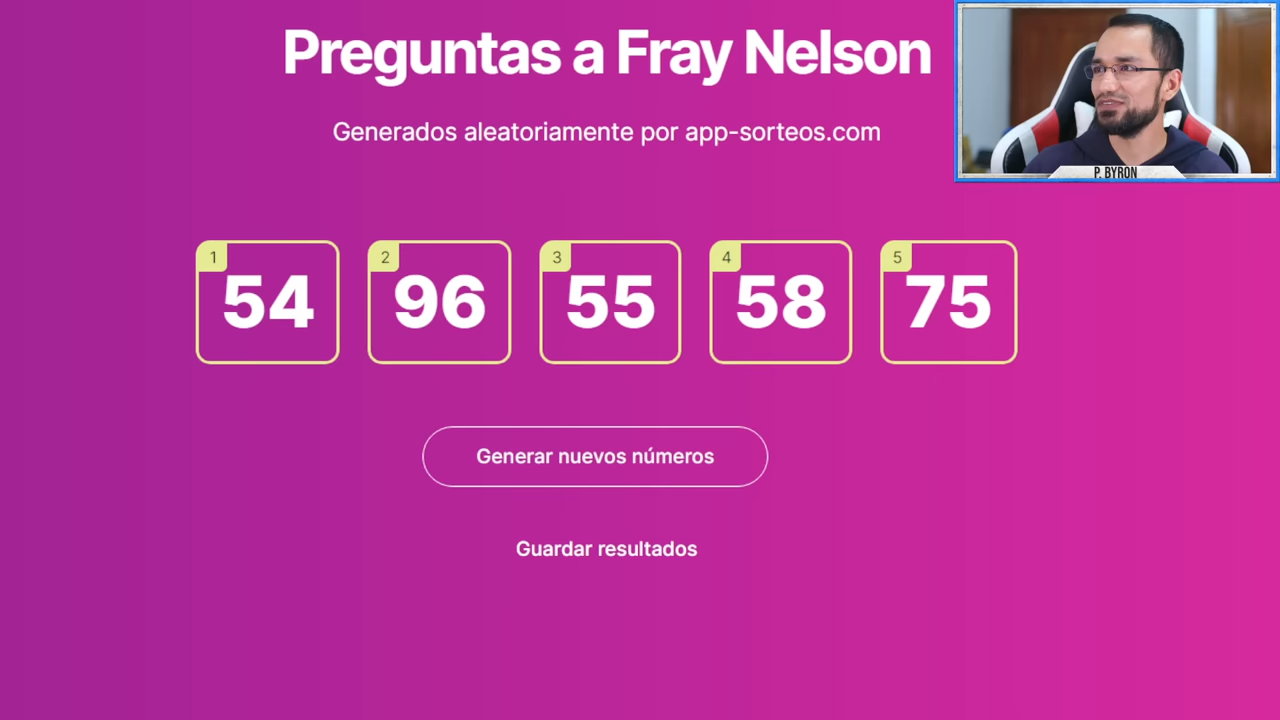 Preguntas a Fray Nelson
Generados aleatoriamente por app-sorteos.com
P. BYRON
1 2 3 4 5
54 96 55 58 75
Generar nuevos números
Guardar resultados